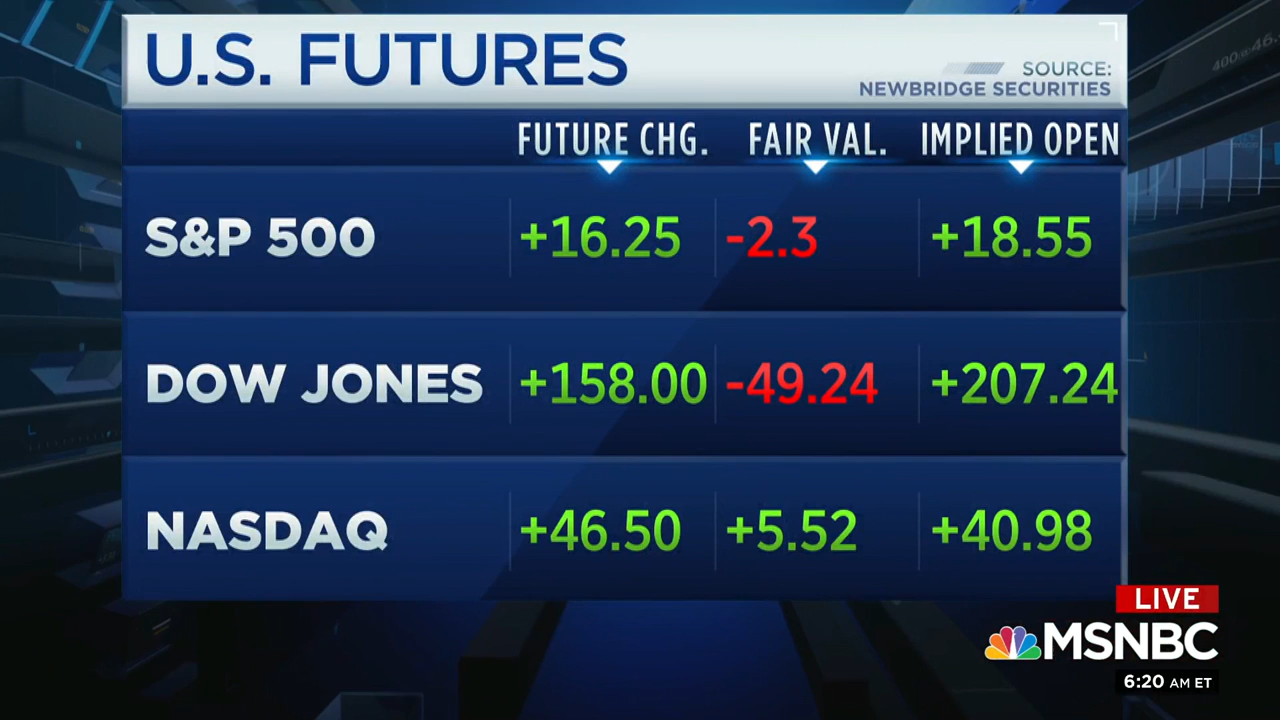 U.S. FUTURES
SOURCE:
NEWBRIDGE SECURITIES
FUTURE CHG. FAIR VAL. IMPLIED OPEN
S&P 500 +16.25 -2.3 +18.55
DOW JONES +158.00 -49.24 +207.24
NASDAQ +46.50 +5.52 +40.98
LIVE
MSNBC
6:20 AM ET